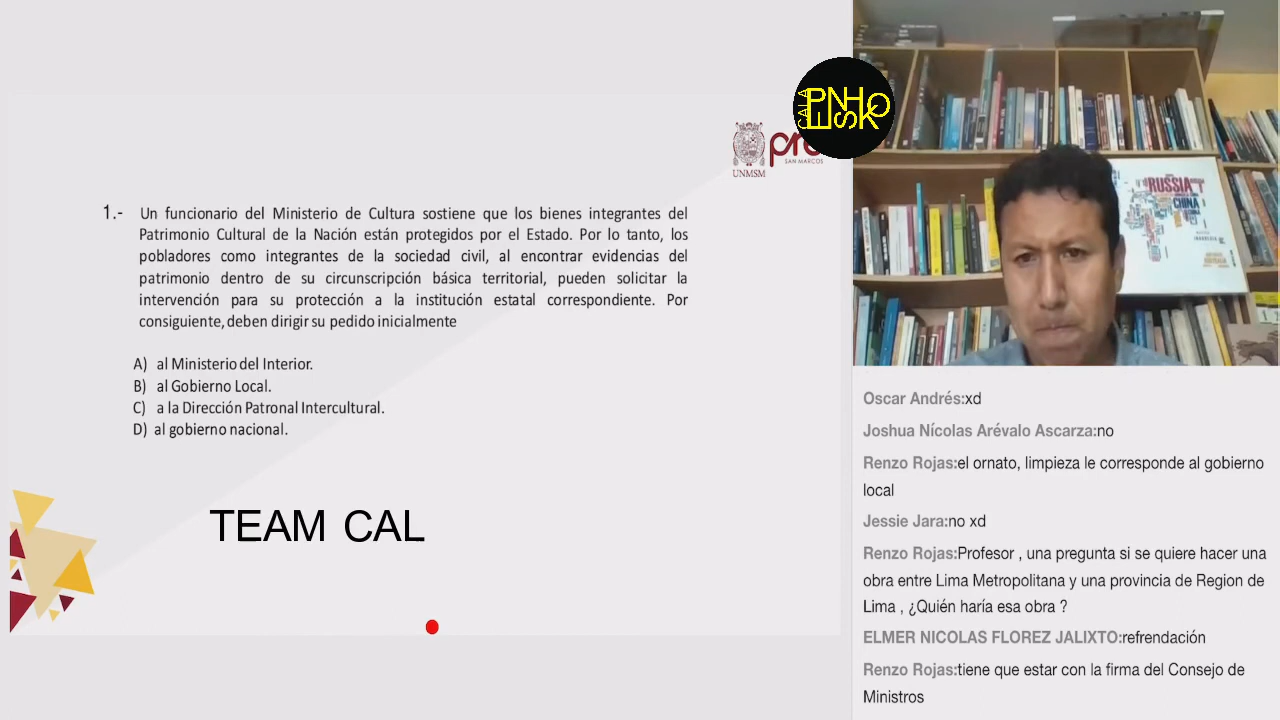 CALA
PENHSKO
pre
SAN MARCOS
UNMSM
1.- Un funcionario del Ministerio de Cultura sostiene que los bienes integrantes del
Patrimonio Cultural de la Nación están protegidos por el Estado. Por lo tanto, los
pobladores como integrantes de la sociedad civil, al encontrar evidencias del
patrimonio dentro de su circunscripción básica territorial, pueden solicitar la
intervención para su protección a la institución estatal correspondiente. Por
consiguiente, deben dirigir su pedido inicialmente
A) al Ministerio del Interior.
B) al Gobierno Local.
C) a la Dirección Patronal Intercultural.
D) al gobierno nacional.
TEAM CAL
RUSSIA
CHINA
Oscar Andrés:xd
Joshua Nícolas Arévalo Ascarza:no
Renzo Rojas:el ornato, limpieza le corresponde al gobierno
local
Jessie Jara:no xd
Renzo Rojas:Profesor , una pregunta si se quiere hacer una
obra entre Lima Metropolitana y una provincia de Region de
Lima , ¿Quién haría esa obra ?
ELMER NICOLAS FLOREZ JALIXTO:refrendación
Renzo Rojas:tiene que estar con la firma del Consejo de
Ministros